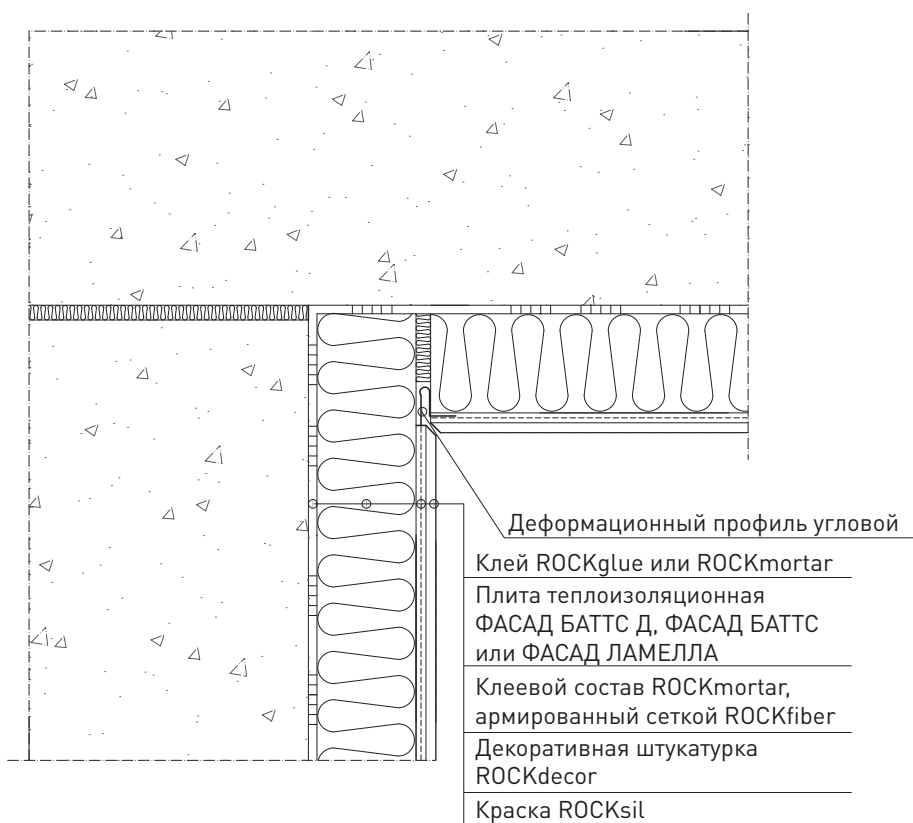 Деформационный профиль угловой
Клей ROCKglue или ROCKmortar
Плита теплоизоляционная
ФАСАД БАТТС Д, ФАСАД БАТТС
или ФАСАД ЛАМЕЛЛА
Клеевой состав ROCKmortar,
армированный сеткой ROCKfiber
Декоративная штукатурка
ROCKdecor
Краска ROCKsil